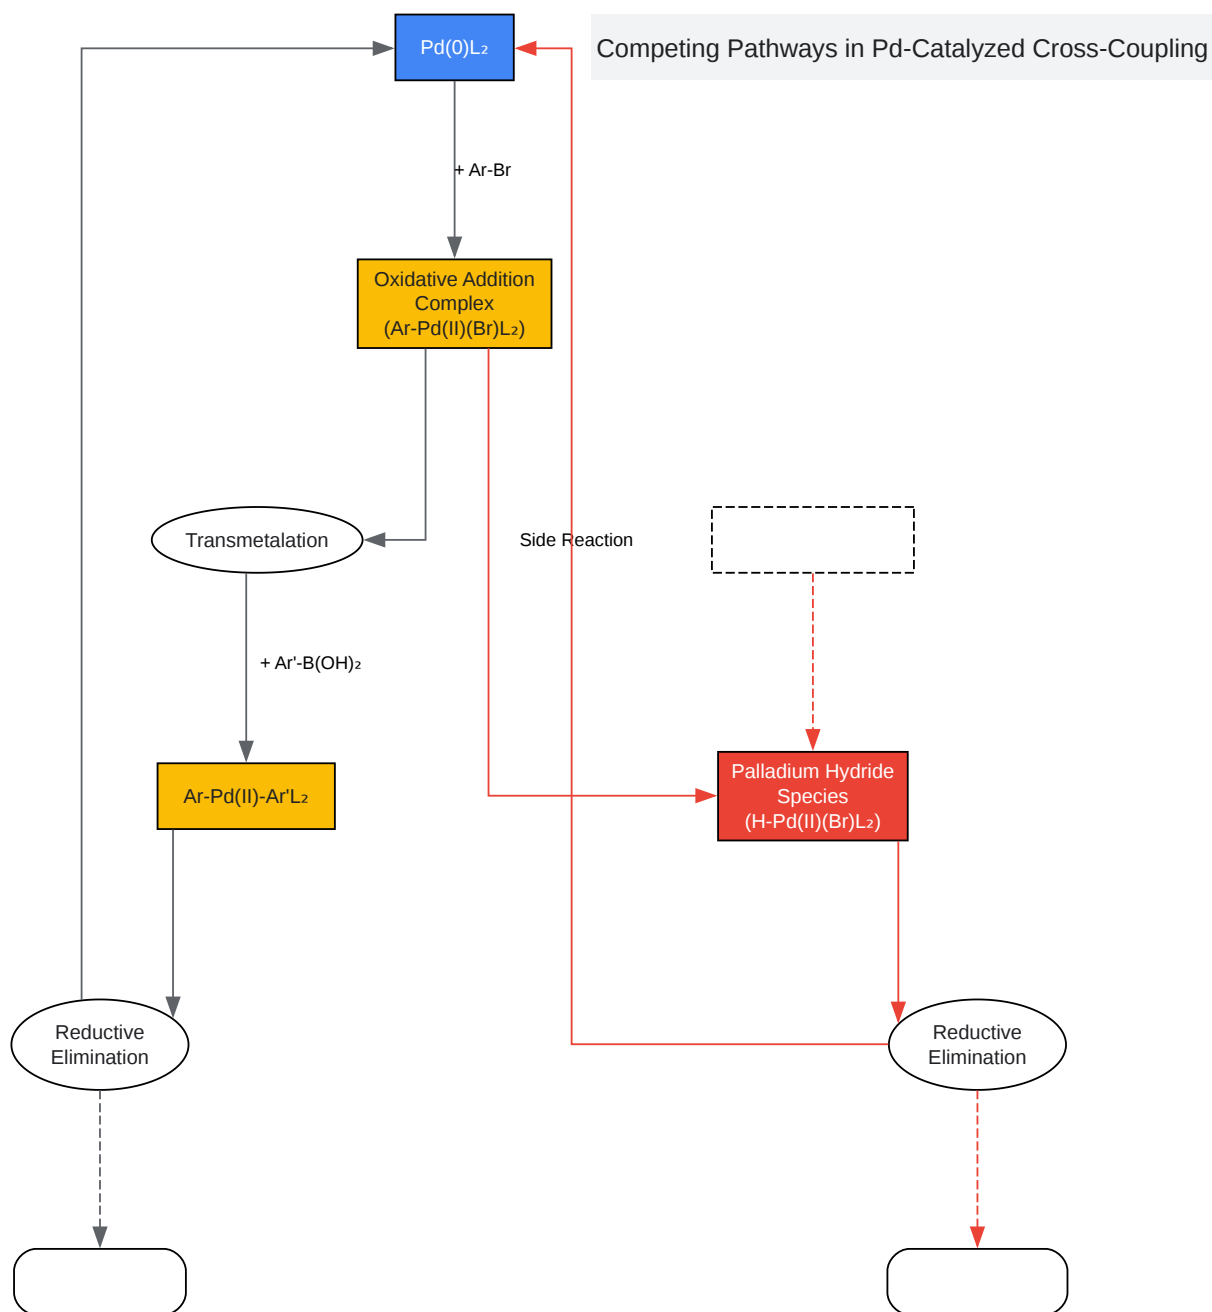 Pd(0)L₂
Competing Pathways in Pd-Catalyzed Cross-Coupling
+ Ar-Br
Oxidative Addition
Complex
(Ar-Pd(II)(Br)L₂)
Transmetalation
Side Reaction
+ Ar'-B(OH)₂
Ar-Pd(II)-Ar'L₂
Palladium Hydride
Species
(H-Pd(II)(Br)L₂)
Reductive
Elimination
Reductive
Elimination